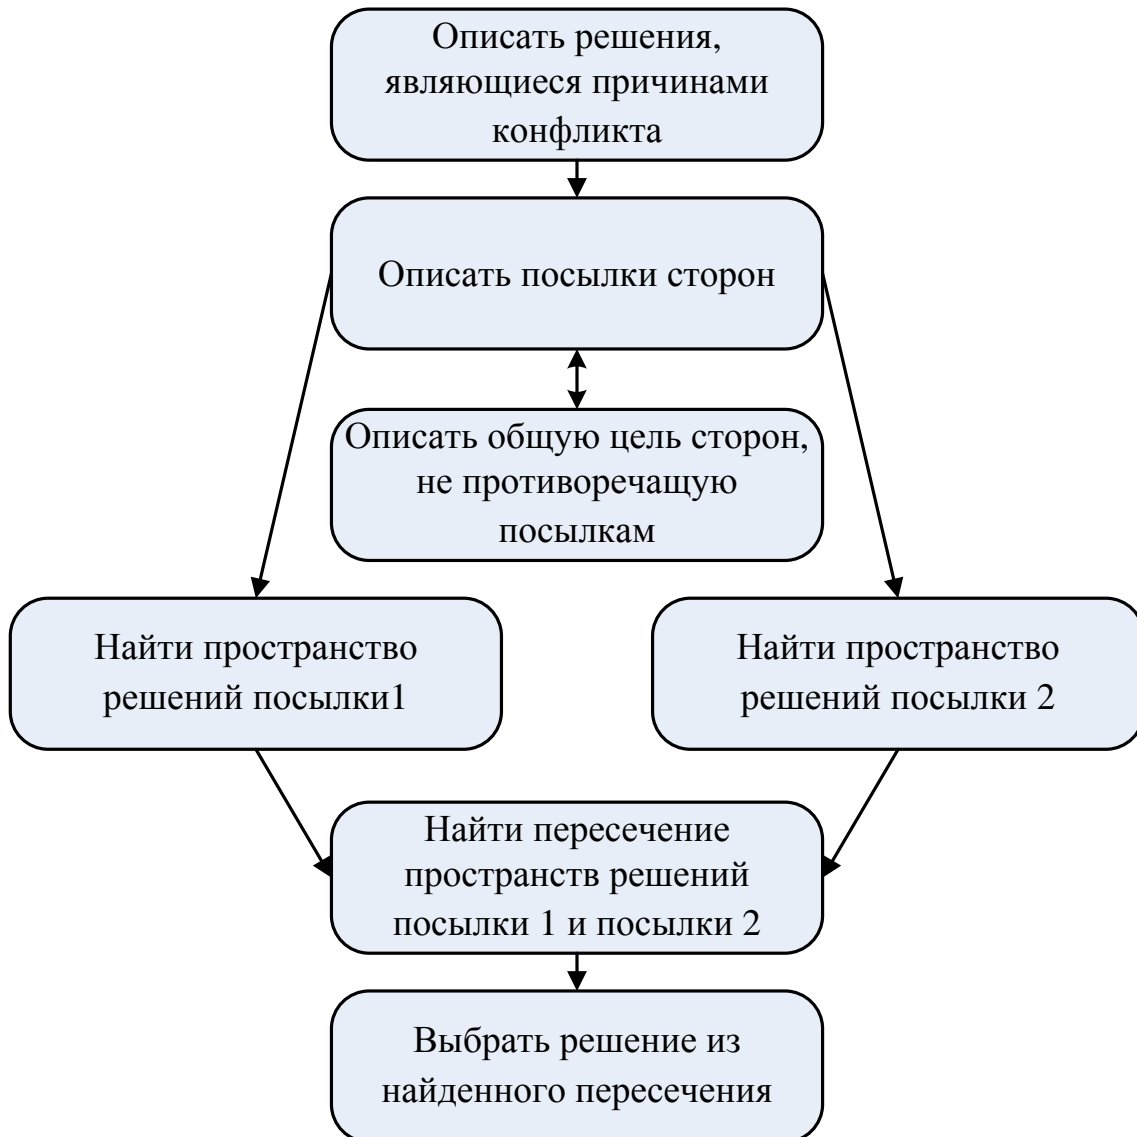 Описать решения,
являющиеся причинами
конфликта
Описать посылки сторон
Описать общую цель сторон,
не противоречащую
посылкам
Найти пространство
решений посылки1
Найти пространство
решений посылки 2
Найти пересечение
пространств решений
посылки 1 и посылки 2
Выбрать решение из
найденного пересечения